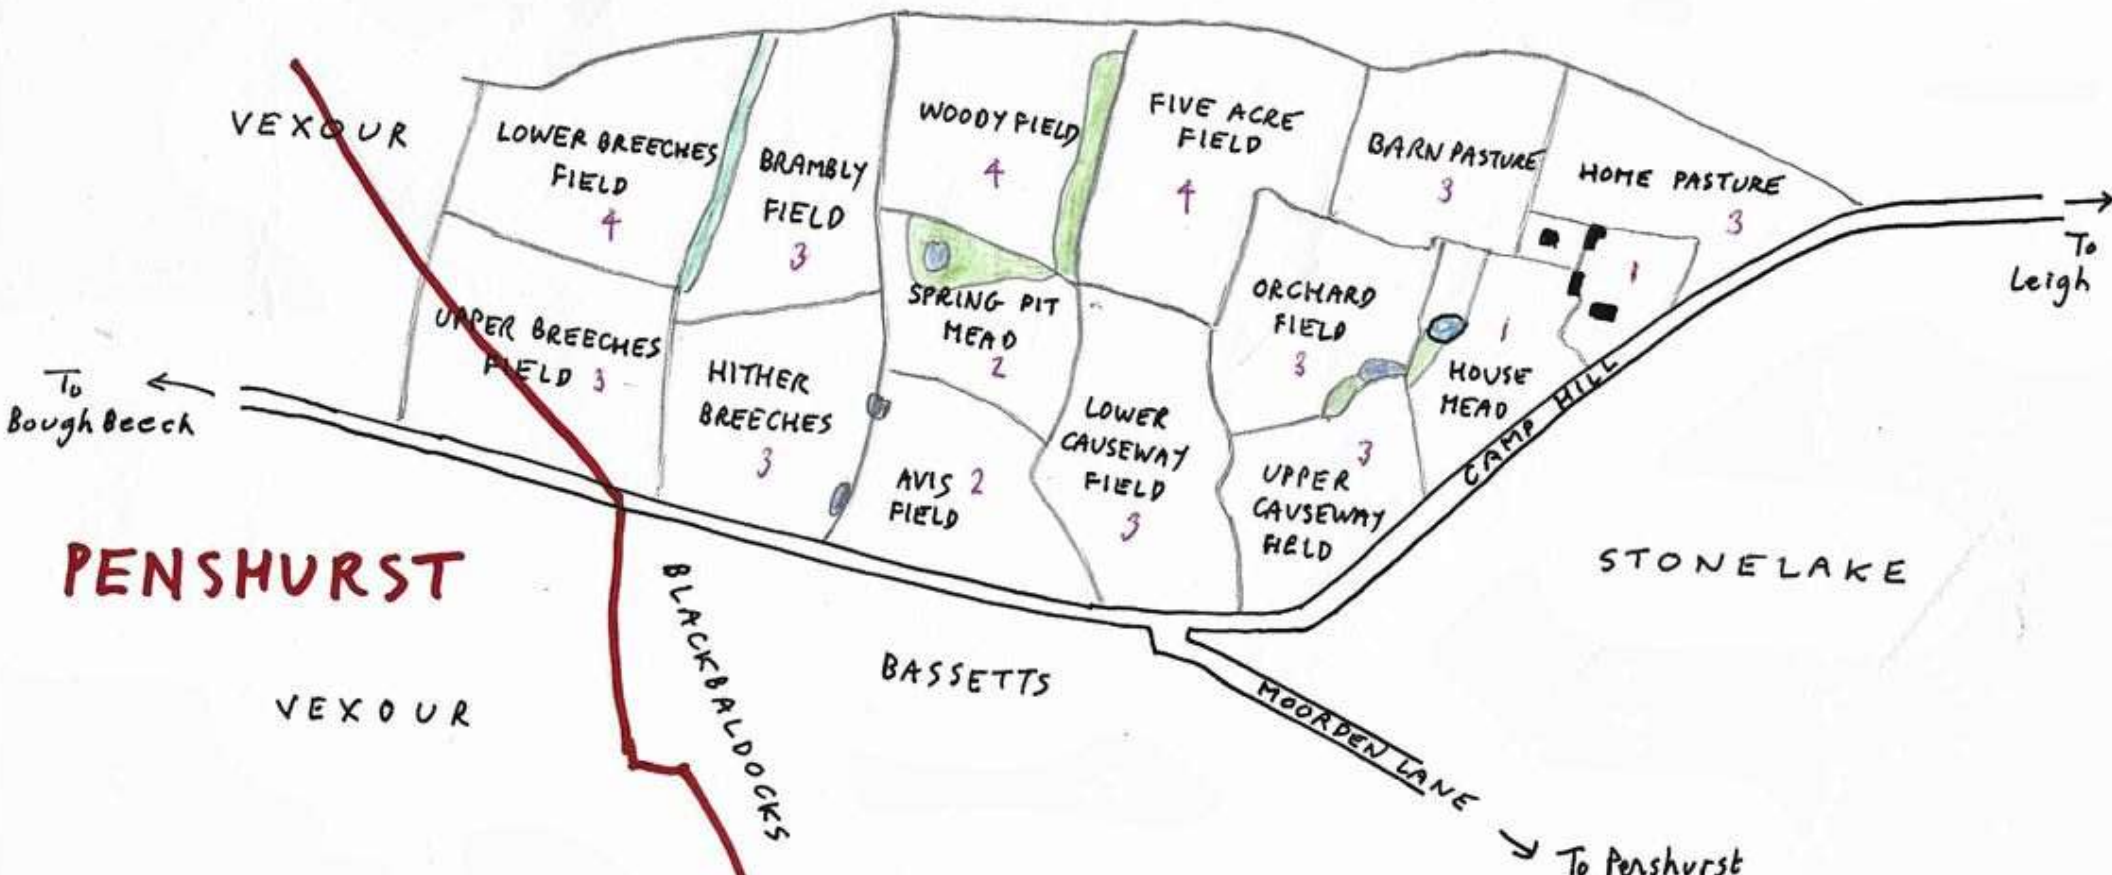 VEXOUR
LOWER BREECHES
FIELD
4
BRAMBLY
FIELD
3
WOODY FIELD
4
FIVE ACRE
FIELD
4
BARN PASTURE
3
HOME PASTURE
3
To
Leigh
1
UPPER BREECHES
FIELD 3
HITHER
BREECHES
3
SPRING PIT
MEAD
2
AVIS 2
FIELD
LOWER
CAUSEWAY
FIELD
3
ORCHARD
FIELD
3
3
UPPER
CAUSEWAY
FIELD
1
HOUSE
MEAD
CAMP HILL
To
Bough Beech
PENSHURST
VEXOUR
BLACKBALDOCKS
BASSETTS
STONELAKE
MOORDEN LANE
To Penshurst